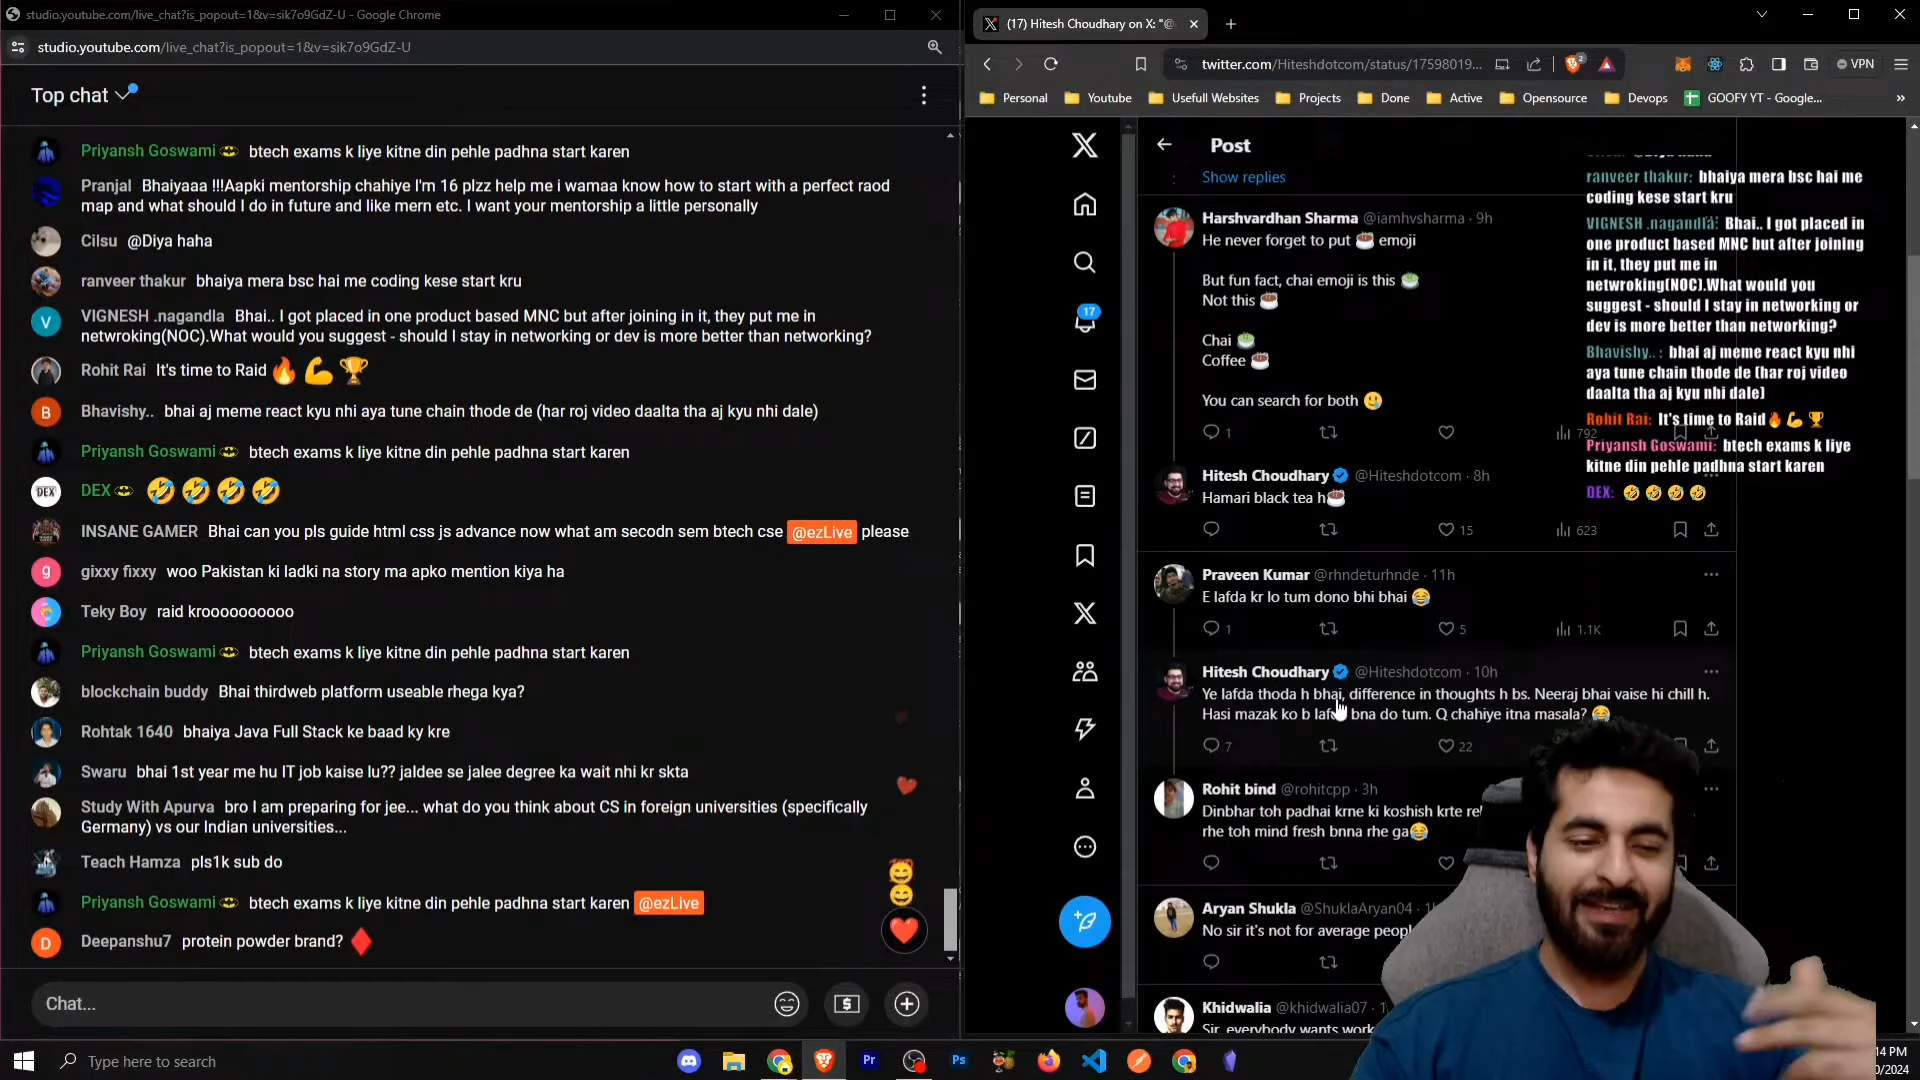 studio.youtube.com/live_chat?is_popout=1&v=sik7o9GdZ-U - Google Chrome
studio.youtube.com/live_chat?is_popout=1&v=sik7o9GdZ-U
Top chat
Priyansh Goswami btech exams k liye kitne din pehle padhna start karen
Pranjal Bhaiyaaa !!!Aapki mentorship chahiye I'm 16 plzz help me i wamaa know how to start with a perfect raod
map and what should I do in future and like mern etc. I want your mentorship a little personally
Cilsu @Diya haha
ranveer thakur bhaiya mera bsc hai me coding kese start kru
V
VIGNESH .nagandla Bhai.. I got placed in one product based MNC but after joining in it, they put me in
netwroking(NOC).What would you suggest - should I stay in networking or dev is more better than networking?
Rohit Rai It's time to Raid 🔥 💪 🏆
B
Bhavishy.. bhai aj meme react kyu nhi aya tune chain thode de (har roj video daalta tha aj kyu nhi dale)
Priyansh Goswami btech exams k liye kitne din pehle padhna start karen
DEX
DEX 🤣 🤣 🤣 🤣
INSANE GAMER Bhai can you pls guide html css js advance now what am secodn sem btech cse @ezLive please
g
gixxy fixxy woo Pakistan ki ladki na story ma apko mention kiya ha
Teky Boy raid krooooooooo
Priyansh Goswami btech exams k liye kitne din pehle padhna start karen
blockchain buddy Bhai thirdweb platform useable rhega kya?
Rohtak 1640 bhaiya Java Full Stack ke baad ky kre
Swaru bhai 1st year me hu IT job kaise lu?? jaldee se jalee degree ka wait nhi kr skta
Study With Apurva bro I am preparing for jee... what do you think about CS in foreign universities (specifically
Germany) vs our Indian universities...
Teach Hamza pls1k sub do
Priyansh Goswami btech exams k liye kitne din pehle padhna start karen @ezLive
D
Deepanshu7 protein powder brand? ♦
Chat...
Type here to search
Pr
Ps
(17) Hitesh Choudhary on X: "@
twitter.com/Hiteshdotcom/status/17598019...
2
VPN
Personal Youtube Usefull Websites Projects Done Active Opensource Devops GOOFY YT - Google...
17
Post
Show replies
Harshvardhan Sharma @iamhvsharma · 9h
He never forget to put ☕ emoji
But fun fact, chai emoji is this 🍵
Not this ☕
Chai 🍵
Coffee ☕
You can search for both 🥲
1 792
Hitesh Choudhary @Hiteshdotcom · 8h
Hamari black tea h☕
15 623
Praveen Kumar @rhndeturhnde · 11h
E lafda kr lo tum dono bhi bhai 😂
1 5 1.1K
Hitesh Choudhary @Hiteshdotcom · 10h
Ye lafda thoda h bhai, difference in thoughts h bs. Neeraj bhai vaise hi chill h.
Hasi mazak ko b bna do tum. Q chahiye itna masala? 😂
7 22
Rohit bind @rohitcpp · 3h
Dinbhar toh padhai krne ki koshish krte
rhe toh mind fresh bnna rhe ga😂
Aryan Shukla @ShuklaAryan04
No sir it's not for average
Khidwalia @khidwalia07
Sir, everybody wants
ranveer thakur: bhaiya mera bsc hai me
coding kese start kru
VIGNESH .nagandla: Bhai.. I got placed in
one product based MNC but after joining
in it, they put me in
netwroking(NOC).What would you
suggest - should I stay in networking or
dev is more better than networking?
Bhavishy.. : bhai aj meme react kyu nhi
aya tune chain thode de (har roj video
daalta tha aj kyu nhi dale)
Rohit Rai: It's time to Raid🔥💪🏆
Priyansh Goswami: btech exams k liye
kitne din pehle padhna start karen
DEX: 🤣 🤣 🤣 🤣
14 PM
0/2024